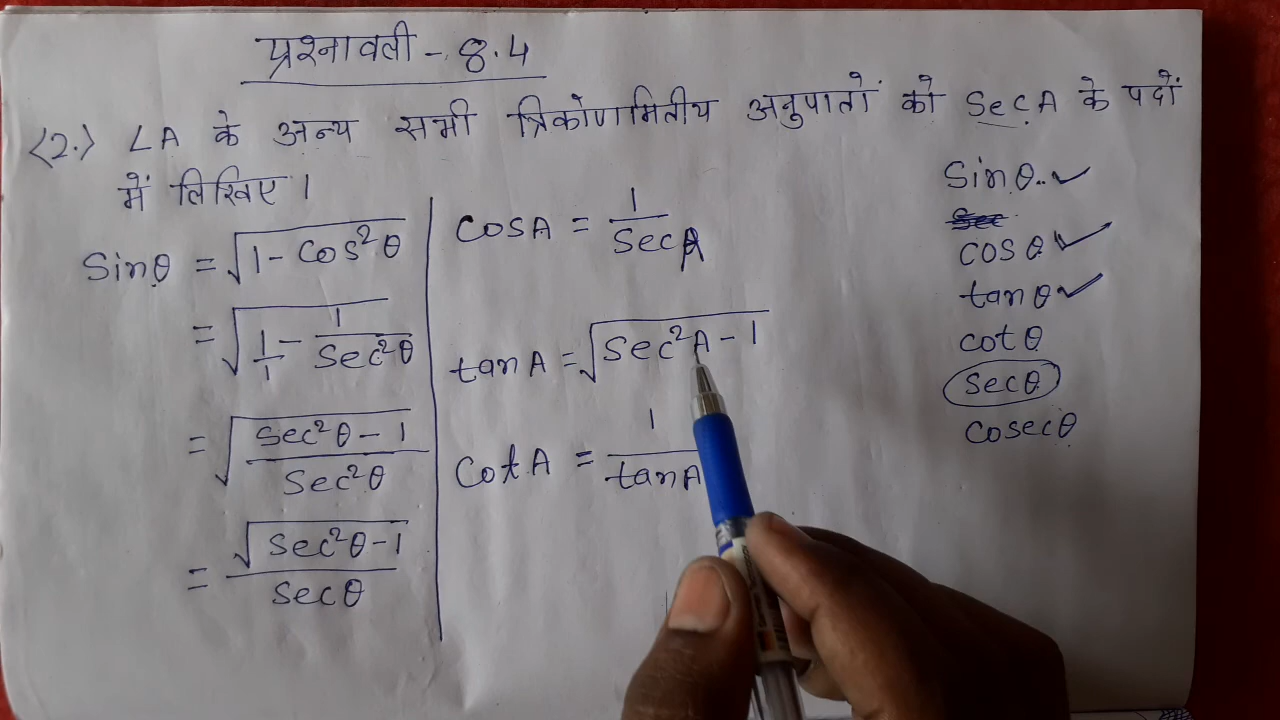 प्रश्नावली - 8.4
<2.> ∠A के अन्य सभी त्रिकोणमितीय अनुपातों को SecA के पदों
में लिखिए।
Sinθ = √(1 - Cos²θ)
= √(1/1 - 1/Sec²θ)
= √((Sec²θ - 1)/Sec²θ)
= √(Sec²θ - 1)/Secθ
COSA = 1/SecA
tanA = √(Sec²A - 1)
CotA = 1/tanA
Sinθ.. ✓
Sec
COSθ ✓
tanθ ✓
cotθ
Secθ
Cosecθ